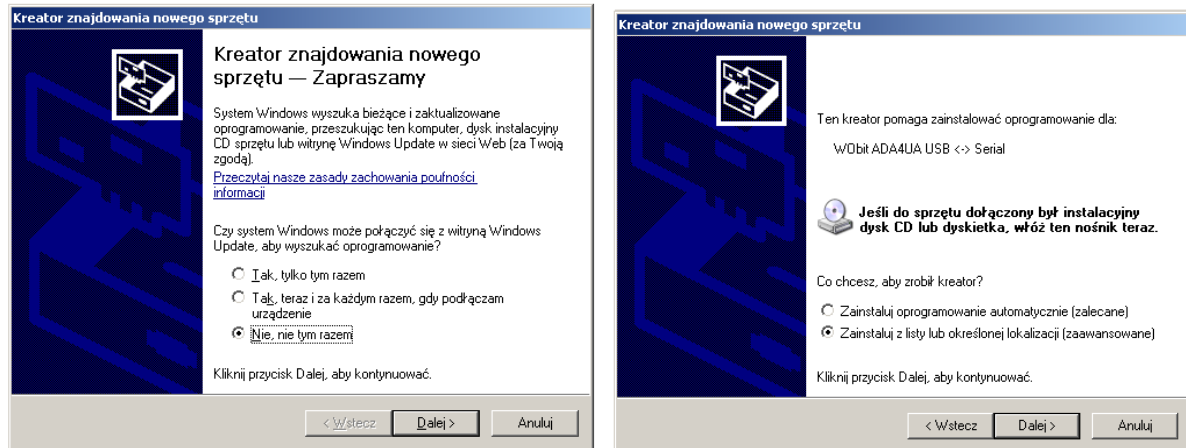 Kreator znajdowania nowego sprzętu
Kreator znajdowania nowego
sprzętu — Zapraszamy
System Windows wyszuka bieżące i zaktualizowane
oprogramowanie, przeszukując ten komputer, dysk instalacyjny
CD sprzętu lub witrynę Windows Update w sieci Web (za Twoją
zgodą).
Przeczytaj nasze zasady zachowania poufności
informacji
Czy system Windows może połączyć się z witryną Windows
Update, aby wyszukać oprogramowanie?
Tak, tylko tym razem
Tak, teraz i za każdym razem, gdy podłączam
urządzenie
Nie, nie tym razem
Kliknij przycisk Dalej, aby kontynuować.
< Wstecz
Dalej >
Anuluj
Kreator znajdowania nowego sprzętu
Ten kreator pomaga zainstalować oprogramowanie dla:
WObit ADA4UA USB <-> Serial
Jeśli do sprzętu dołączony był instalacyjny
dysk CD lub dyskietka, włóż ten nośnik teraz.
Co chcesz, aby zrobił kreator?
Zainstaluj oprogramowanie automatycznie (zalecane)
Zainstaluj z listy lub określonej lokalizacji (zaawansowane)
Kliknij przycisk Dalej, aby kontynuować.
< Wstecz
Dalej >
Anuluj